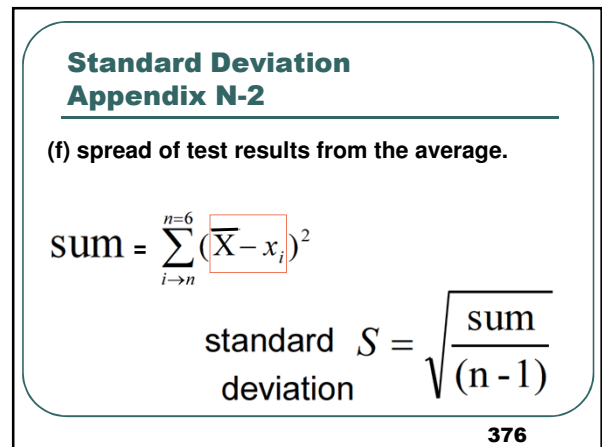 Standard Deviation
Appendix N-2
(f) spread of test results from the average.
n=6
sum = ∑(X̅ − xᵢ)²
i→n
standard S = √(sum / (n - 1))
deviation
376